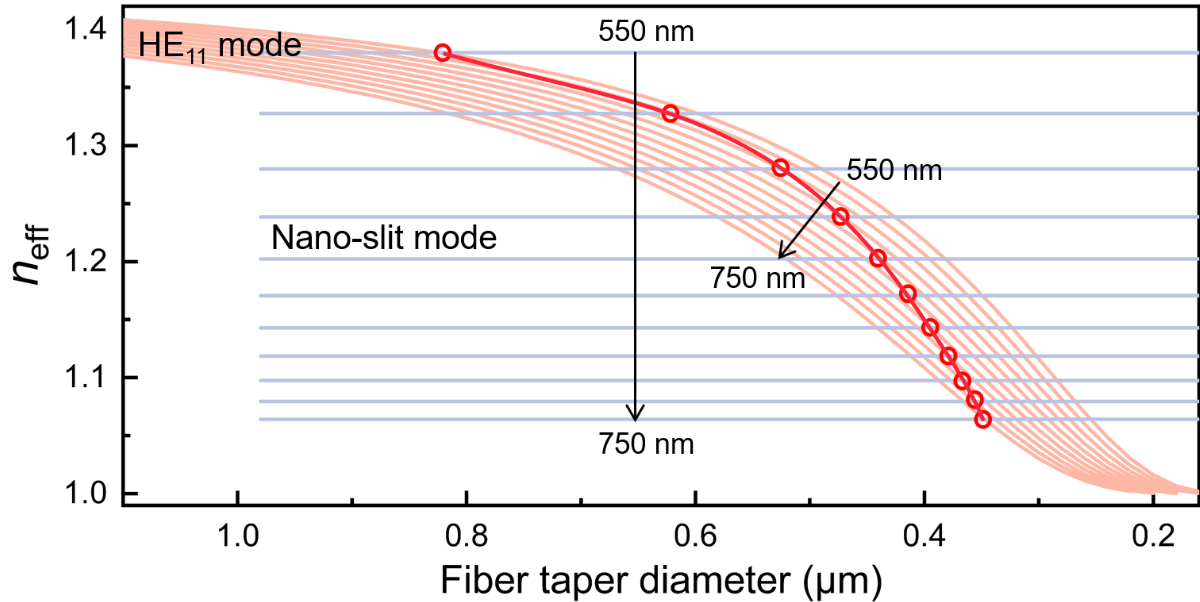 1.4
1.3
1.2
1.1
1.0
n_eff
HE₁₁ mode
550 nm
550 nm
Nano-slit mode
750 nm
750 nm
1.0 0.8 0.6 0.4 0.2
Fiber taper diameter (μm)